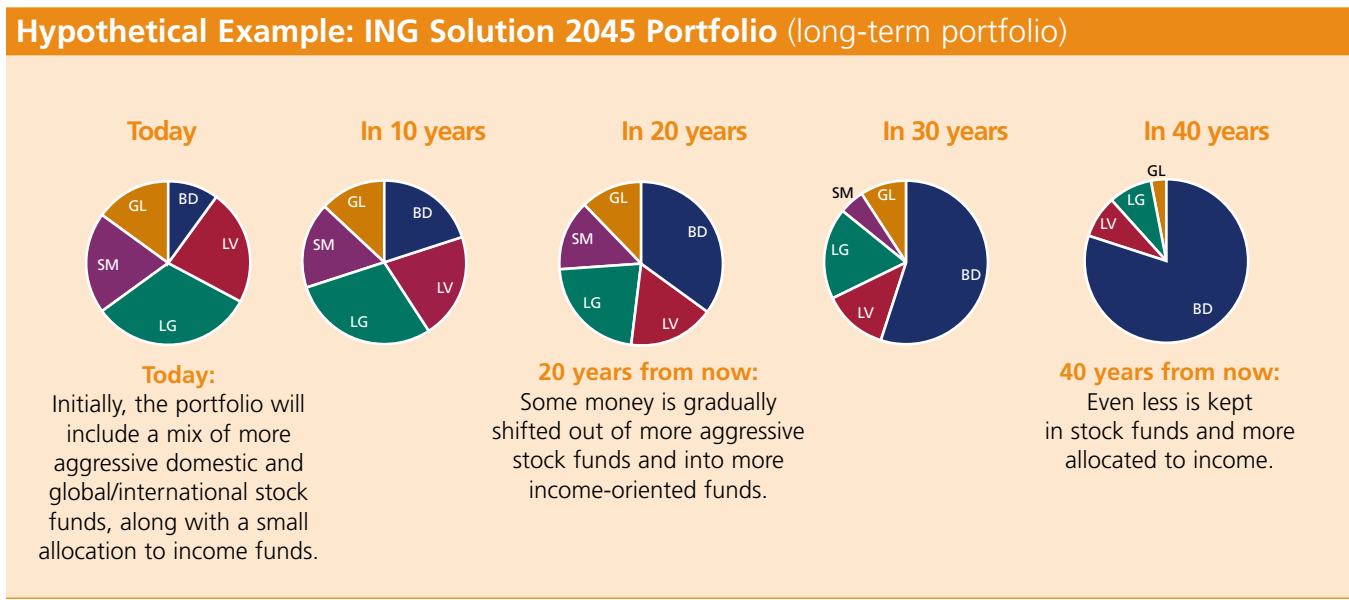 Hypothetical Example: ING Solution 2045 Portfolio (long-term portfolio)
Today
In 10 years
In 20 years
In 30 years
In 40 years
BD
LV
LG
SM
GL
BD
LV
LG
SM
GL
BD
LV
LG
SM
GL
BD
LV
LG
SM
GL
BD
LV
LG
GL
Today:
Initially, the portfolio will
include a mix of more
aggressive domestic and
global/international stock
funds, along with a small
allocation to income funds.
20 years from now:
Some money is gradually
shifted out of more aggressive
stock funds and into more
income-oriented funds.
40 years from now:
Even less is kept
in stock funds and more
allocated to income.